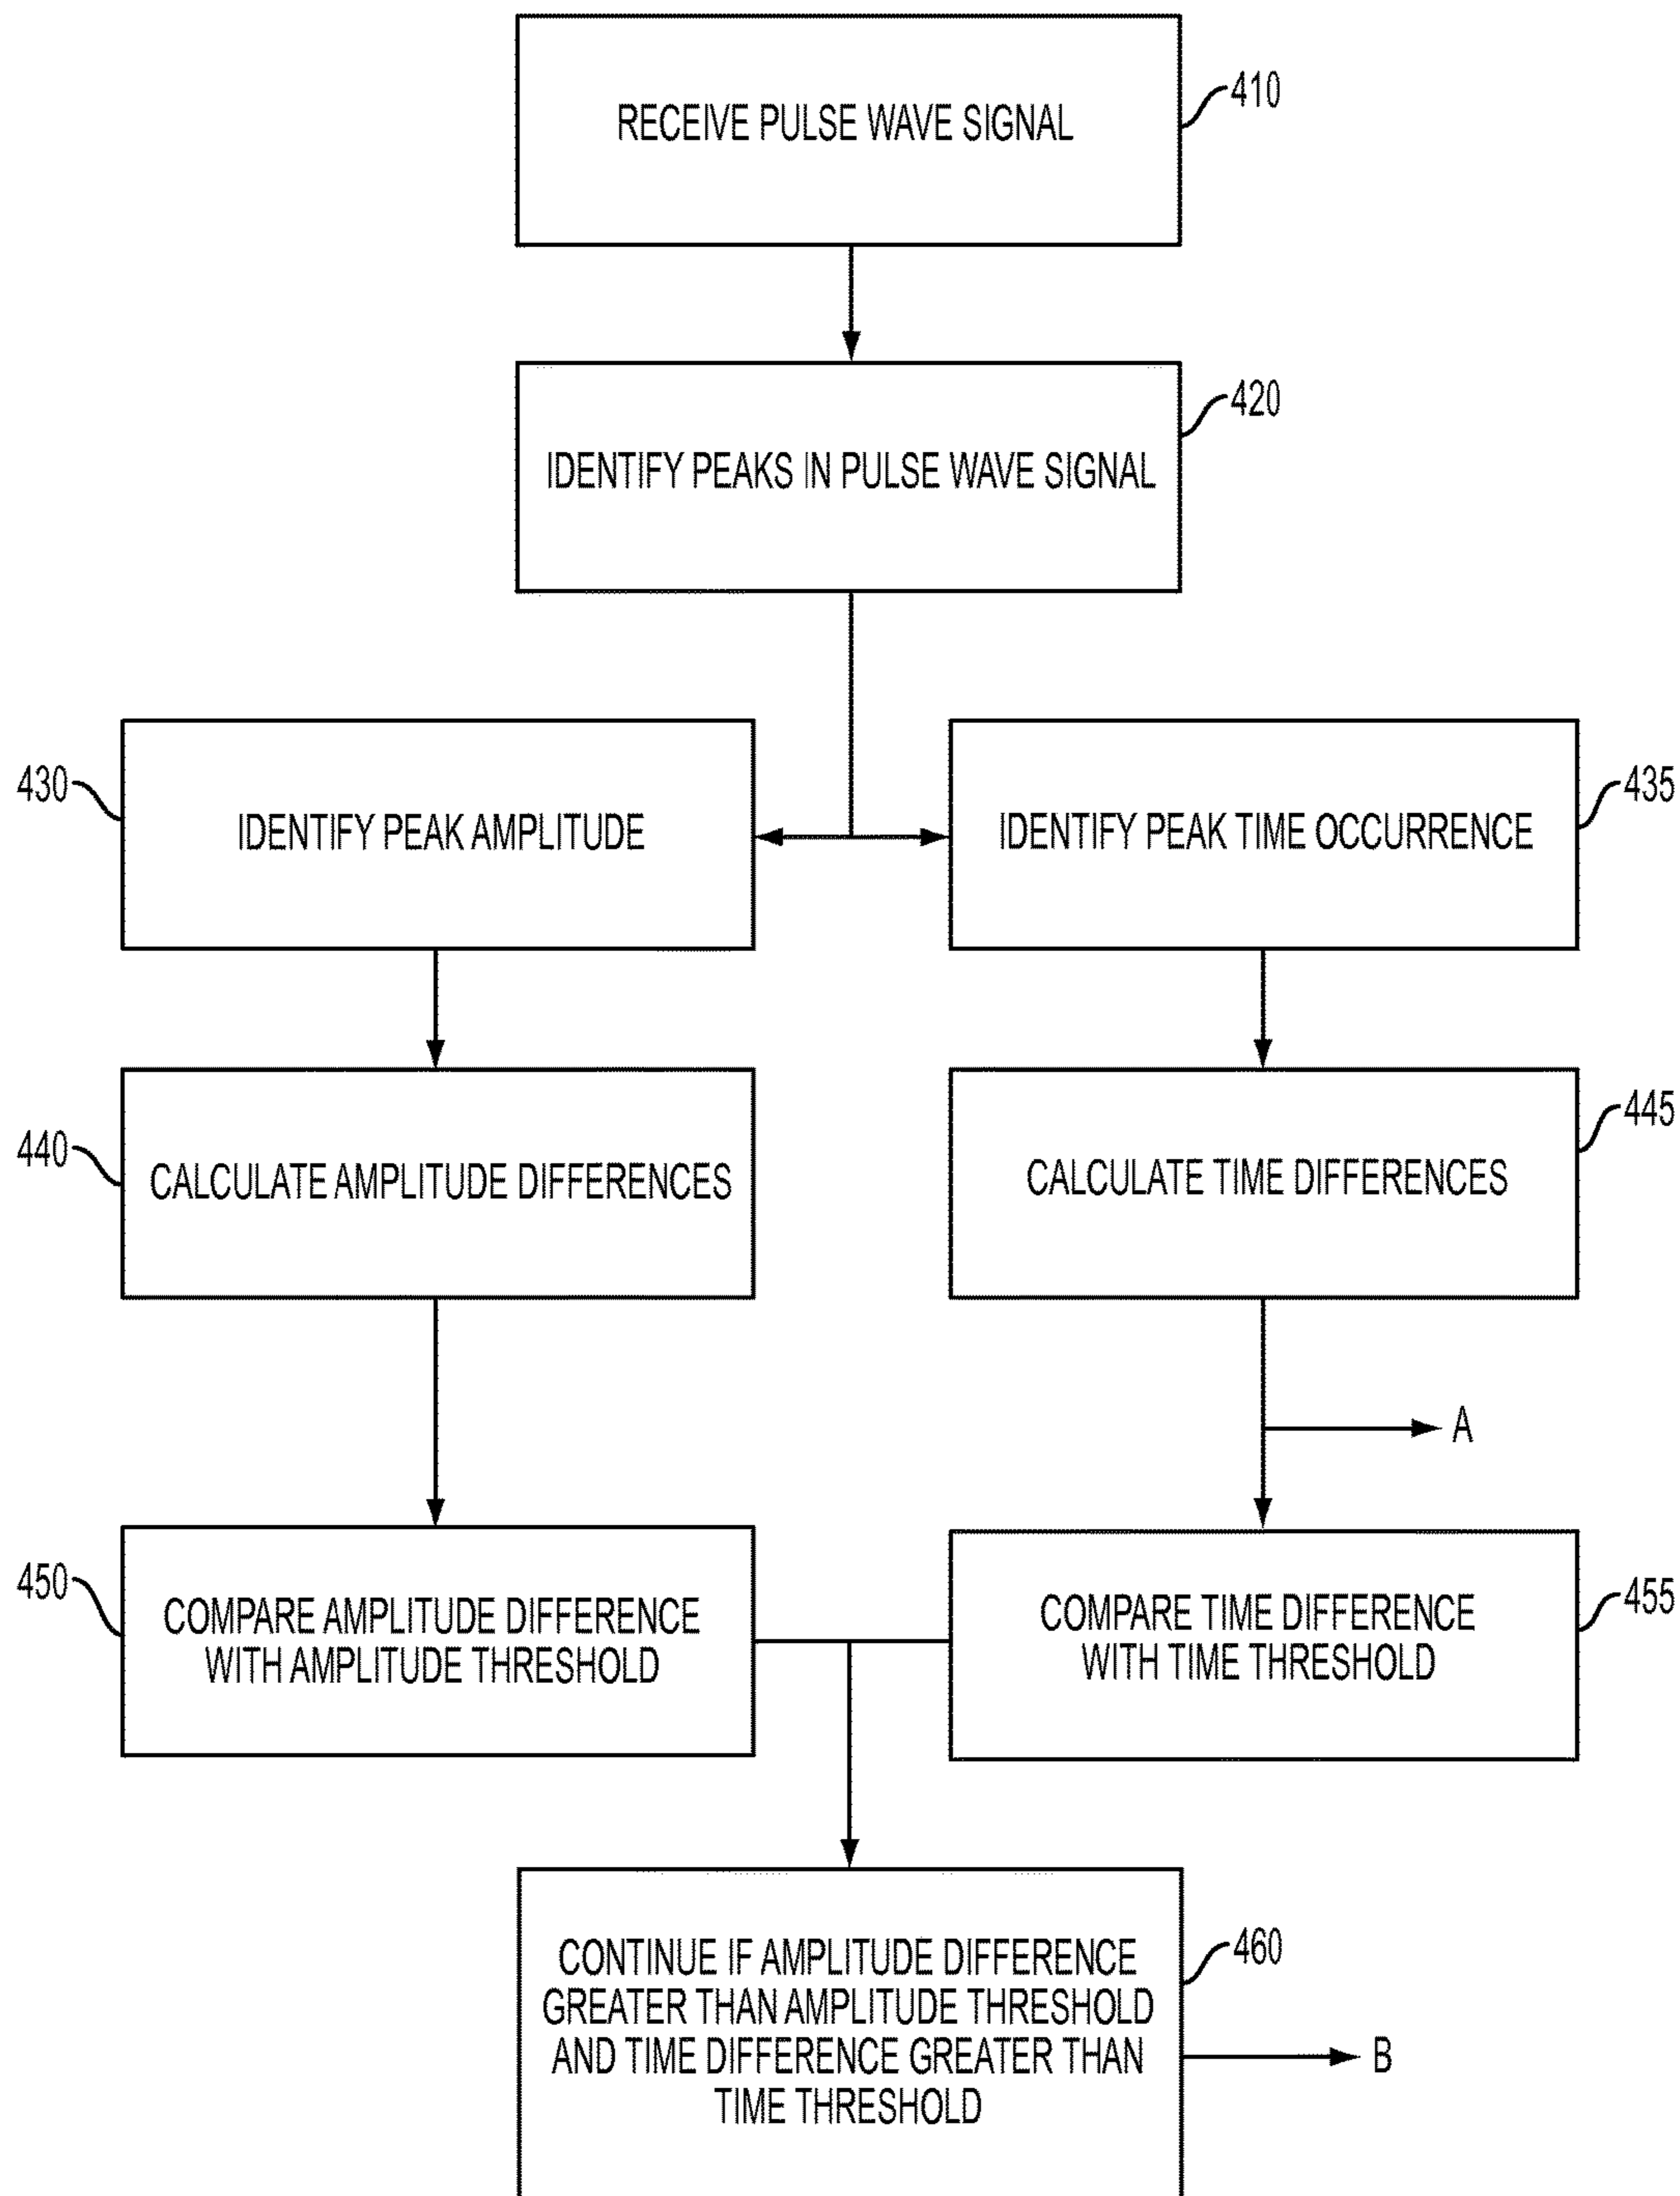 RECEIVE PULSE WAVE SIGNAL
410
IDENTIFY PEAKS IN PULSE WAVE SIGNAL
420
430
IDENTIFY PEAK AMPLITUDE
IDENTIFY PEAK TIME OCCURRENCE
435
440
CALCULATE AMPLITUDE DIFFERENCES
CALCULATE TIME DIFFERENCES
445
A
450
COMPARE AMPLITUDE DIFFERENCE
WITH AMPLITUDE THRESHOLD
COMPARE TIME DIFFERENCE
WITH TIME THRESHOLD
455
CONTINUE IF AMPLITUDE DIFFERENCE
GREATER THAN AMPLITUDE THRESHOLD
AND TIME DIFFERENCE GREATER THAN
TIME THRESHOLD
460
B